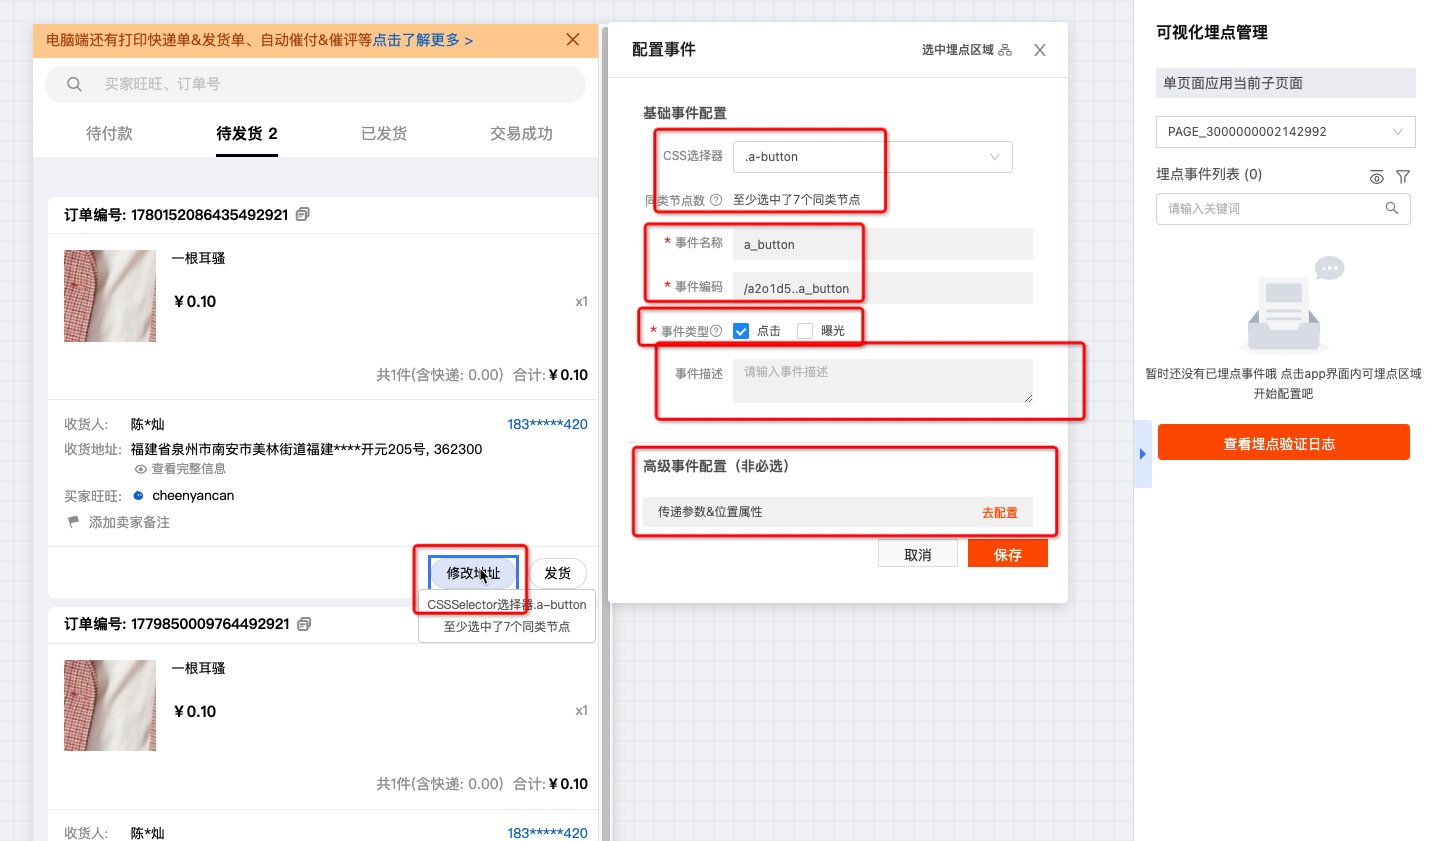 电脑端还有打印快递单&发货单、自动催付&催评等点击了解更多 >
买家旺旺、订单号
待付款 待发货 2 已发货 交易成功
订单编号: 1780152086435492921
一根耳骚
￥0.10
x1
共1件(含快递: 0.00) 合计:￥0.10
收货人: 陈*灿 183*****420
收货地址: 福建省泉州市南安市美林街道福建****开元205号, 362300
查看完整信息
买家旺旺: cheenyancan
添加卖家备注
修改地址 发货
CSSSelector选择器.a-button
至少选中了7个同类节点
订单编号: 1779850009764492921
一根耳骚
￥0.10
x1
共1件(含快递: 0.00) 合计:￥0.10
收货人: 陈*灿 183*****420
配置事件 选中埋点区域 X
基础事件配置
CSS选择器 .a-button
同类节点数 ? 至少选中了7个同类节点
* 事件名称 a_button
* 事件编码 /a2o1d5..a_button
* 事件类型? 点击 曝光
事件描述 请输入事件描述
高级事件配置（非必选）
传递参数&位置属性 去配置
取消 保存
可视化埋点管理
单页面应用当前子页面
PAGE_3000000002142992
埋点事件列表 (0)
请输入关键词
暂时还没有已埋点事件哦 点击app界面内可埋点区域
开始配置吧
查看埋点验证日志